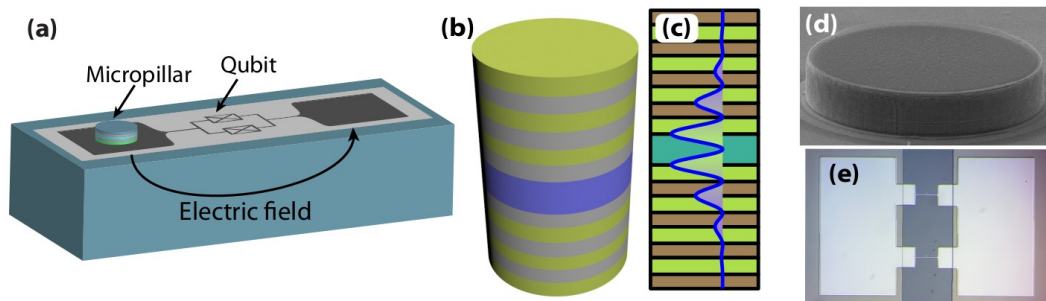 (a)
Micropillar
Qubit
Electric field
(b)
(c)
(d)
(e)